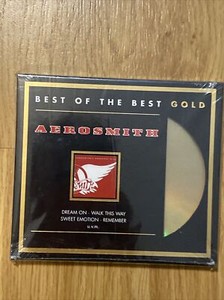 BEST OF THE BEST GOLD
AEROSMITH
DREAM ON · WALK THIS WAY
SWEET EMOTION · REMEMBER